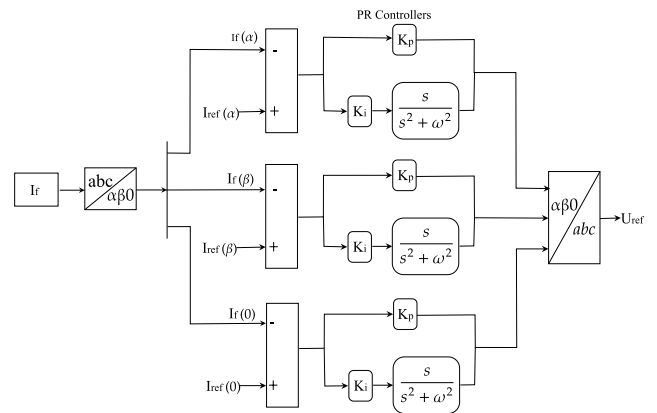 PR Controllers
If (α)
-
Kp
Iref (α)
+
Ki
s
s² + ω²
If
abc
αβ0
If (β)
-
Kp
Iref (β)
+
Ki
s
s² + ω²
αβ0
abc
Uref
If (0)
-
Kp
Iref (0)
+
Ki
s
s² + ω²